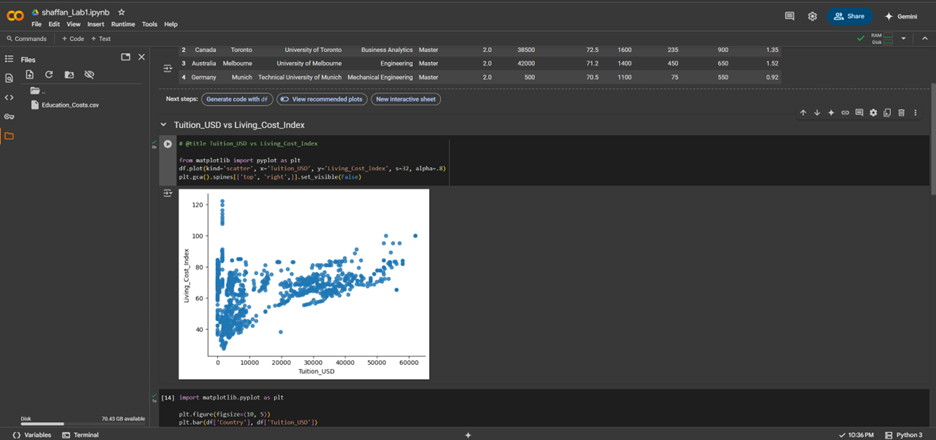 shaffan_Lab1.ipynb
File Edit View Insert Runtime Tools Help
Share
Gemini
Commands + Code + Text
RAM
Disk
Files
..
Education_Costs.csv
2 Canada Toronto University of Toronto Business Analytics Master 2.0 38500 72.5 1600 235 900 1.35
3 Australia Melbourne University of Melbourne Engineering Master 2.0 42000 71.2 1400 450 650 1.52
4 Germany Munich Technical University of Munich Mechanical Engineering Master 2.0 500 70.5 1100 75 550 0.92
Next steps: Generate code with df View recommended plots New interactive sheet
Tuition_USD vs Living_Cost_Index
# @title Tuition_USD vs Living_Cost_Index
from matplotlib import pyplot as plt
df.plot(kind='scatter', x='Tuition_USD', y='Living_Cost_Index', s=32, alpha=.8)
plt.gca().spines[['top', 'right',]].set_visible(False)
120
100
80
60
40
Living_Cost_Index
0 10000 20000 30000 40000 50000 60000
Tuition_USD
[14] import matplotlib.pyplot as plt
plt.figure(figsize=(10, 5))
plt.bar(df['Country'], df['Tuition_USD'])
Disk 70.43 GB available
Variables Terminal
10:36 PM Python 3